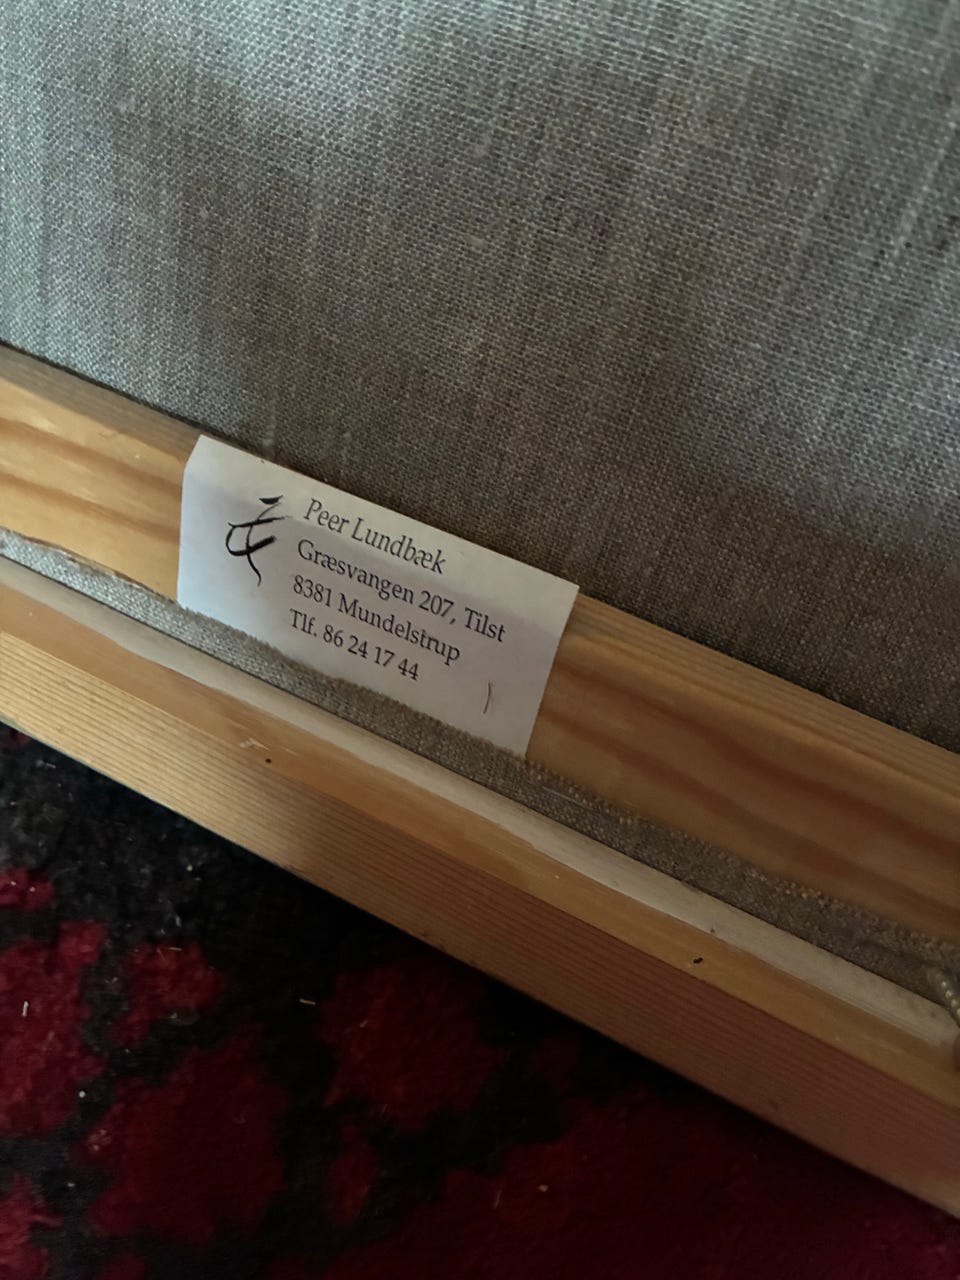 Peer Lundbæk
Græsvangen 207, Tilst
8381 Mundelstrup
Tlf. 86 24 17 44